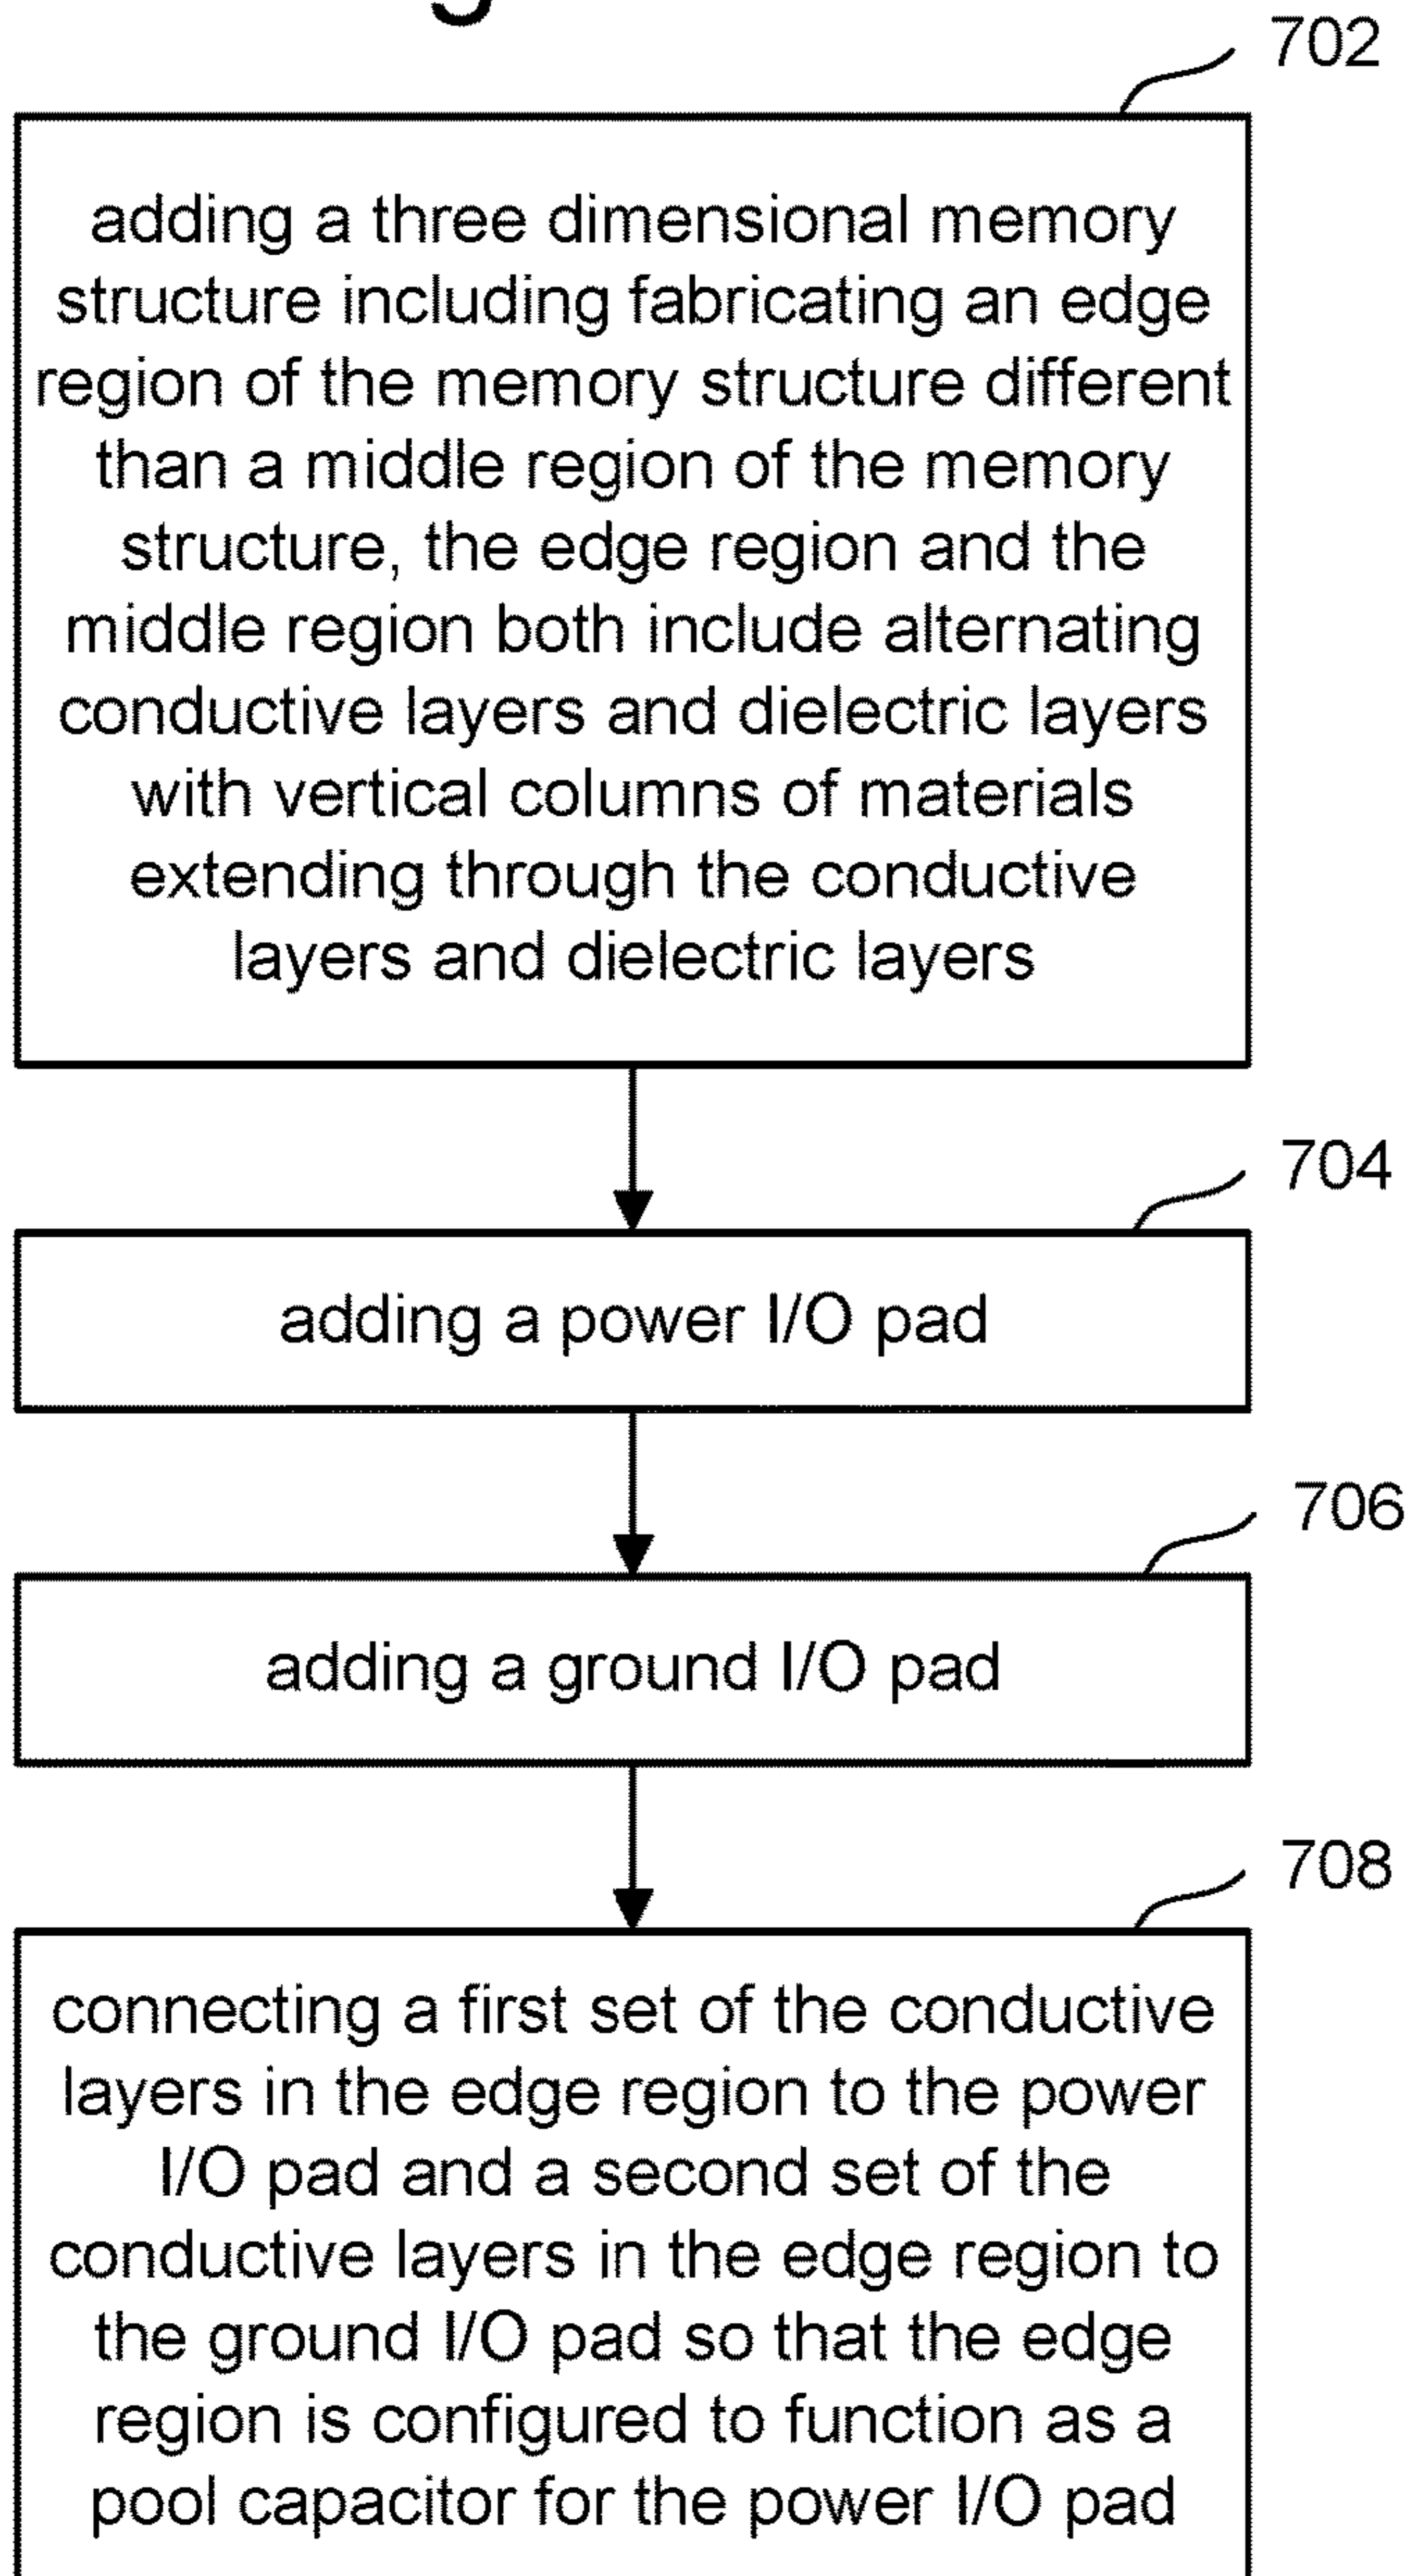 702
adding a three dimensional memory
structure including fabricating an edge
region of the memory structure different
than a middle region of the memory
structure, the edge region and the
middle region both include alternating
conductive layers and dielectric layers
with vertical columns of materials
extending through the conductive
layers and dielectric layers
704
adding a power I/O pad
706
adding a ground I/O pad
708
connecting a first set of the conductive
layers in the edge region to the power
I/O pad and a second set of the
conductive layers in the edge region to
the ground I/O pad so that the edge
region is configured to function as a
pool capacitor for the power I/O pad